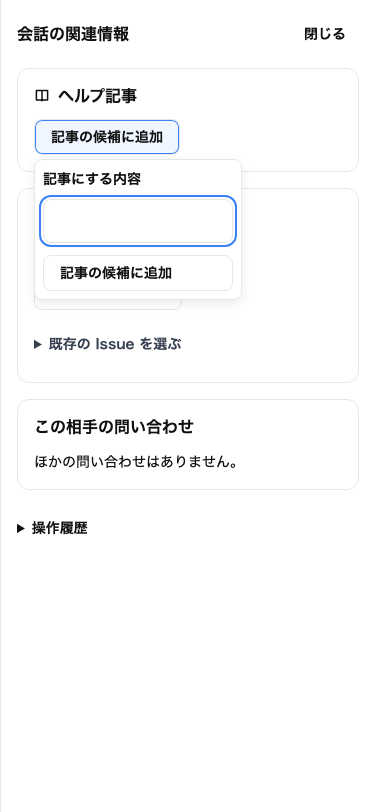 会話の関連情報
閉じる
ヘルプ記事
記事の候補に追加
記事にする内容
記事の候補に追加
既存の Issue を選ぶ
この相手の問い合わせ
ほかの問い合わせはありません。
操作履歴